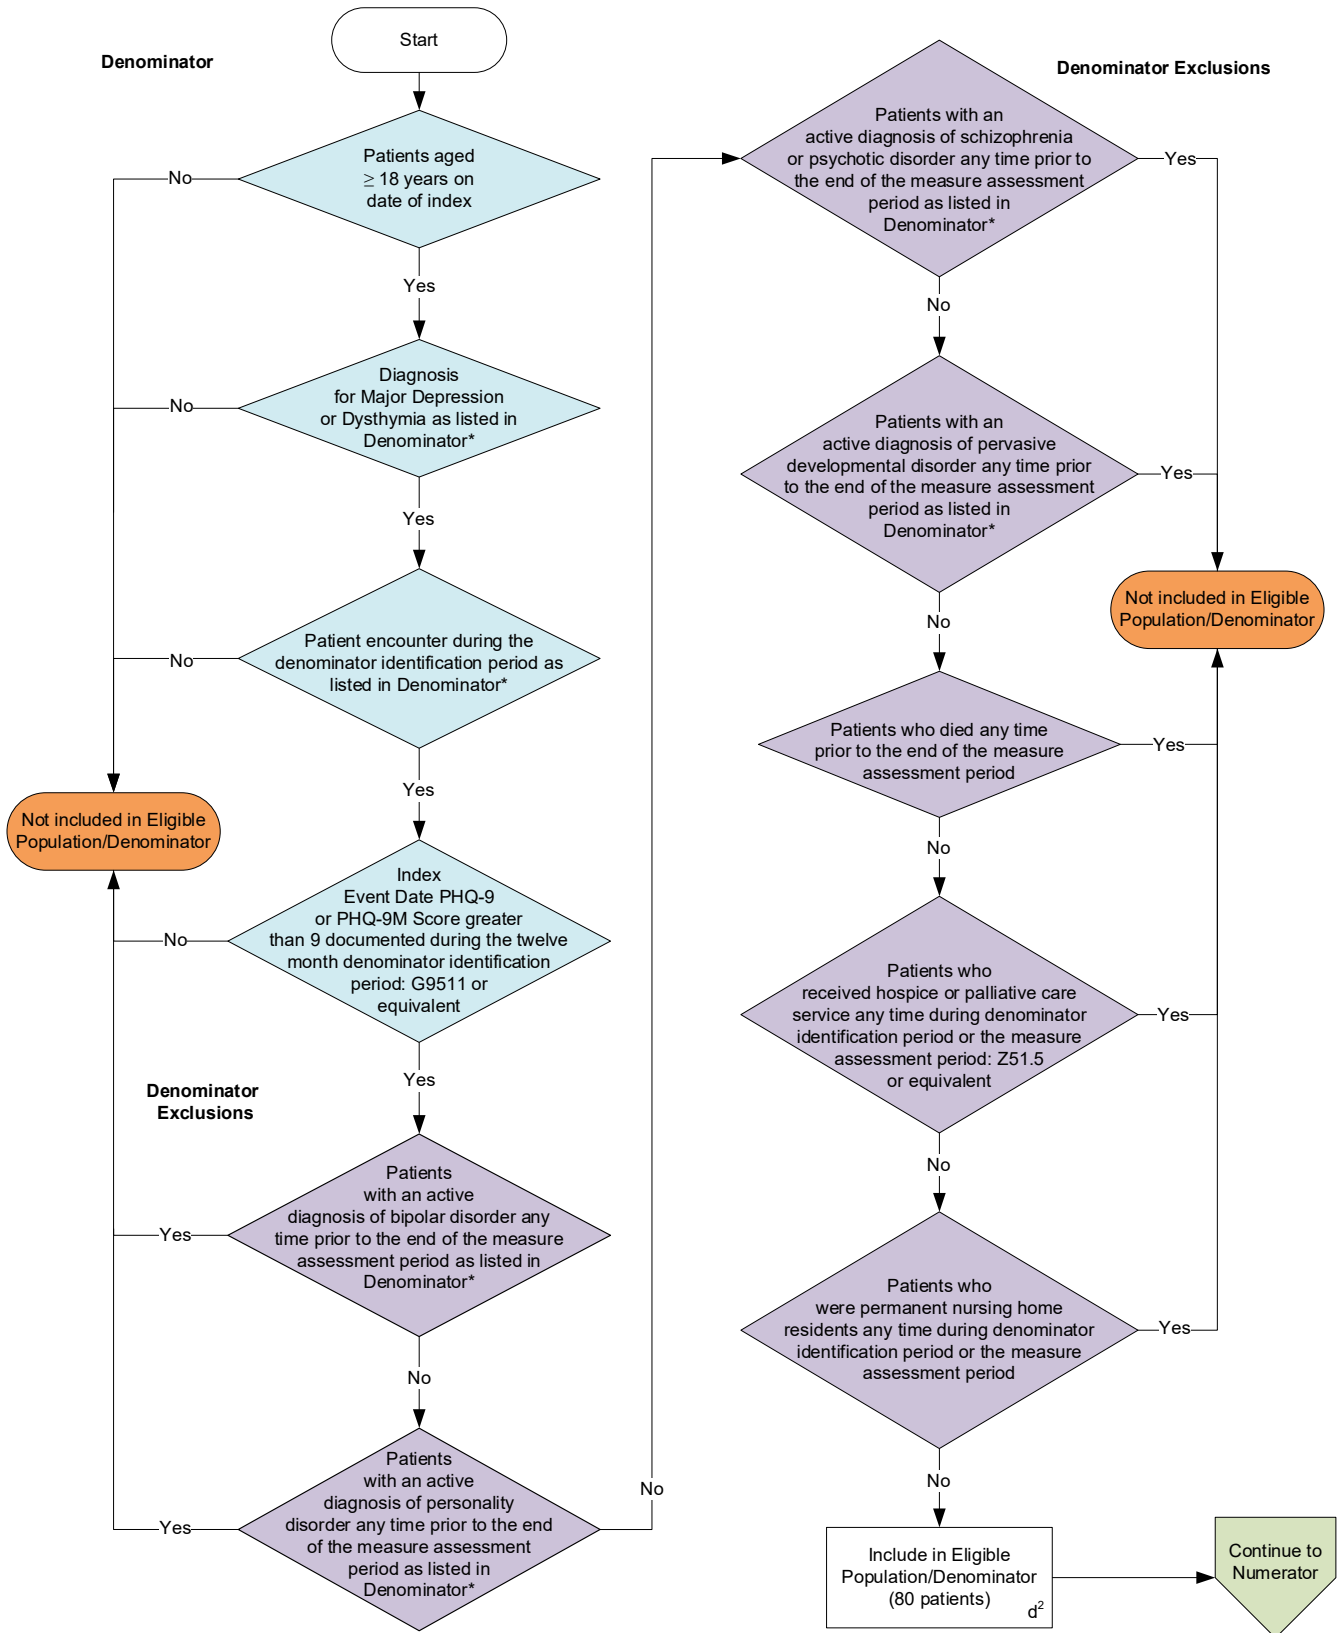 Start
Denominator
Patients aged
≥ 18 years on
date of index
No
Yes
Diagnosis
for Major Depression
or Dysthymia as listed in
Denominator*
No
Yes
Patient encounter during the
denominator identification period as
listed in Denominator*
No
Yes
Not included in Eligible
Population/Denominator
Index
Event Date PHQ-9
or PHQ-9M Score greater
than 9 documented during the twelve
month denominator identification
period: G9511 or
equivalent
No
Yes
Denominator
Exclusions
Patients
with an active
diagnosis of bipolar disorder any
time prior to the end of the measure
assessment period as listed in
Denominator*
Yes
No
Patients
with an active
diagnosis of personality
disorder any time prior to the end
of the measure assessment
period as listed in
Denominator*
Yes
No
Denominator Exclusions
Patients with an
active diagnosis of schizophrenia
or psychotic disorder any time prior to
the end of the measure assessment
period as listed in
Denominator*
Yes
No
Patients with an
active diagnosis of pervasive
developmental disorder any time prior
to the end of the measure assessment
period as listed in
Denominator*
Yes
No
Not included in Eligible
Population/Denominator
Patients who died any time
prior to the end of the measure
assessment period
Yes
No
Patients who
received hospice or palliative care
service any time during denominator
identification period or the measure
assessment period: Z51.5
or equivalent
Yes
No
Patients who
were permanent nursing home
residents any time during denominator
identification period or the measure
assessment period
Yes
No
Include in Eligible
Population/Denominator
(80 patients)
d²
Continue to
Numerator